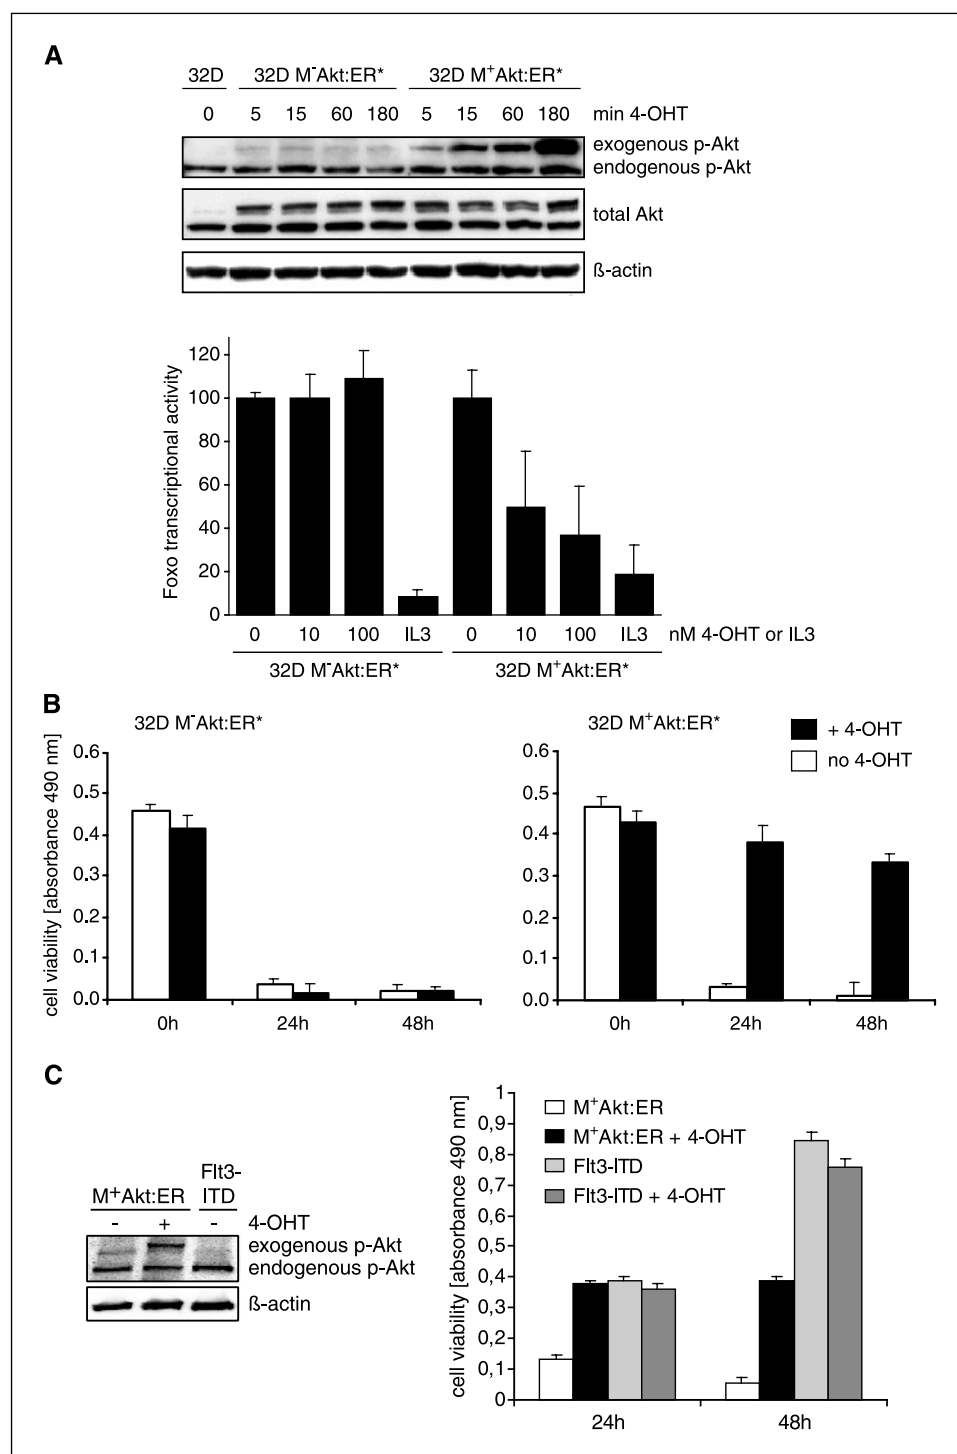 A
32D 32D M-Akt:ER* 32D M+Akt:ER*
0 5 15 60 180 5 15 60 180 min 4-OHT
exogenous p-Akt
endogenous p-Akt
total Akt
ß-actin
Foxo transcriptional activity
120
100
80
60
40
20
0
0 10 100 IL3 0 10 100 IL3 nM 4-OHT or IL3
32D M-Akt:ER* 32D M+Akt:ER*
B
32D M-Akt:ER*
cell viability [absorbance 490 nm]
0.6
0.5
0.4
0.3
0.2
0.1
0.0
0h 24h 48h
32D M+Akt:ER*
+ 4-OHT
no 4-OHT
0.6
0.5
0.4
0.3
0.2
0.1
0.0
0h 24h 48h
C
M+Akt:ER Flt3-
ITD
- + - 4-OHT
exogenous p-Akt
endogenous p-Akt
ß-actin
cell viability [absorbance 490 nm]
1
0,9
0,8
0,7
0,6
0,5
0,4
0,3
0,2
0,1
0
M+Akt:ER
M+Akt:ER + 4-OHT
Flt3-ITD
Flt3-ITD + 4-OHT
24h 48h